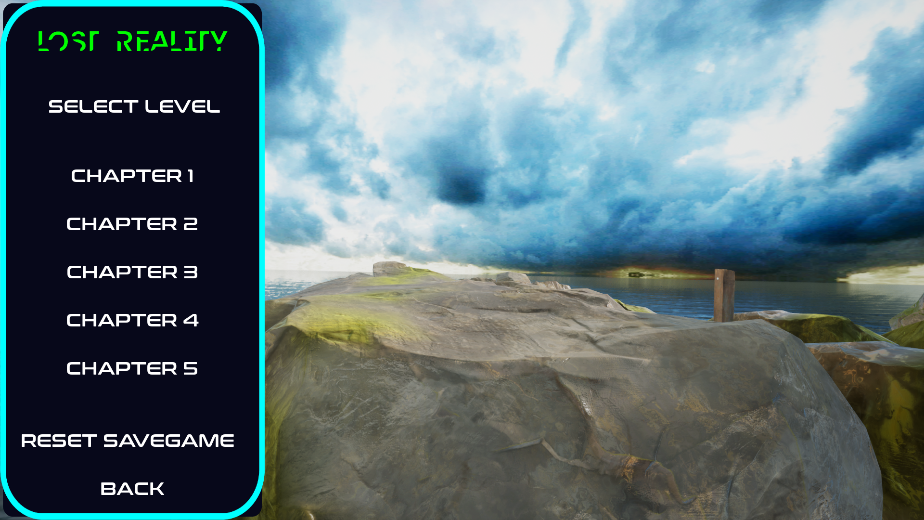 LOST REALITY
SELECT LEVEL
CHAPTER 1
CHAPTER 2
CHAPTER 3
CHAPTER 4
CHAPTER 5
RESET SAVEGAME
BACK